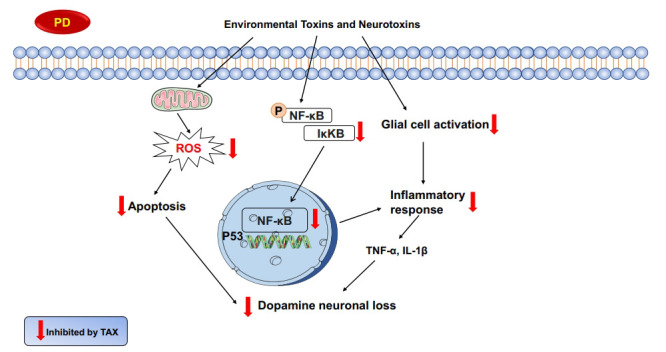 PD
Environmental Toxins and Neurotoxins
P
NF-κB
IκKB
Glial cell activation
ROS
Apoptosis
NF-κB
P53
Inflammatory
response
TNF-α, IL-1β
Dopamine neuronal loss
Inhibited by TAX